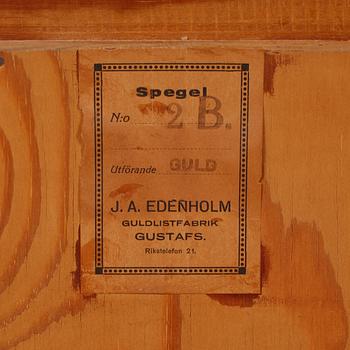 Spegel
N:o 2 B.
Utförande GULD
J. A. EDENHOLM
GULDLISTFABRIK
GUSTAFS.
Rikstelefon 21.